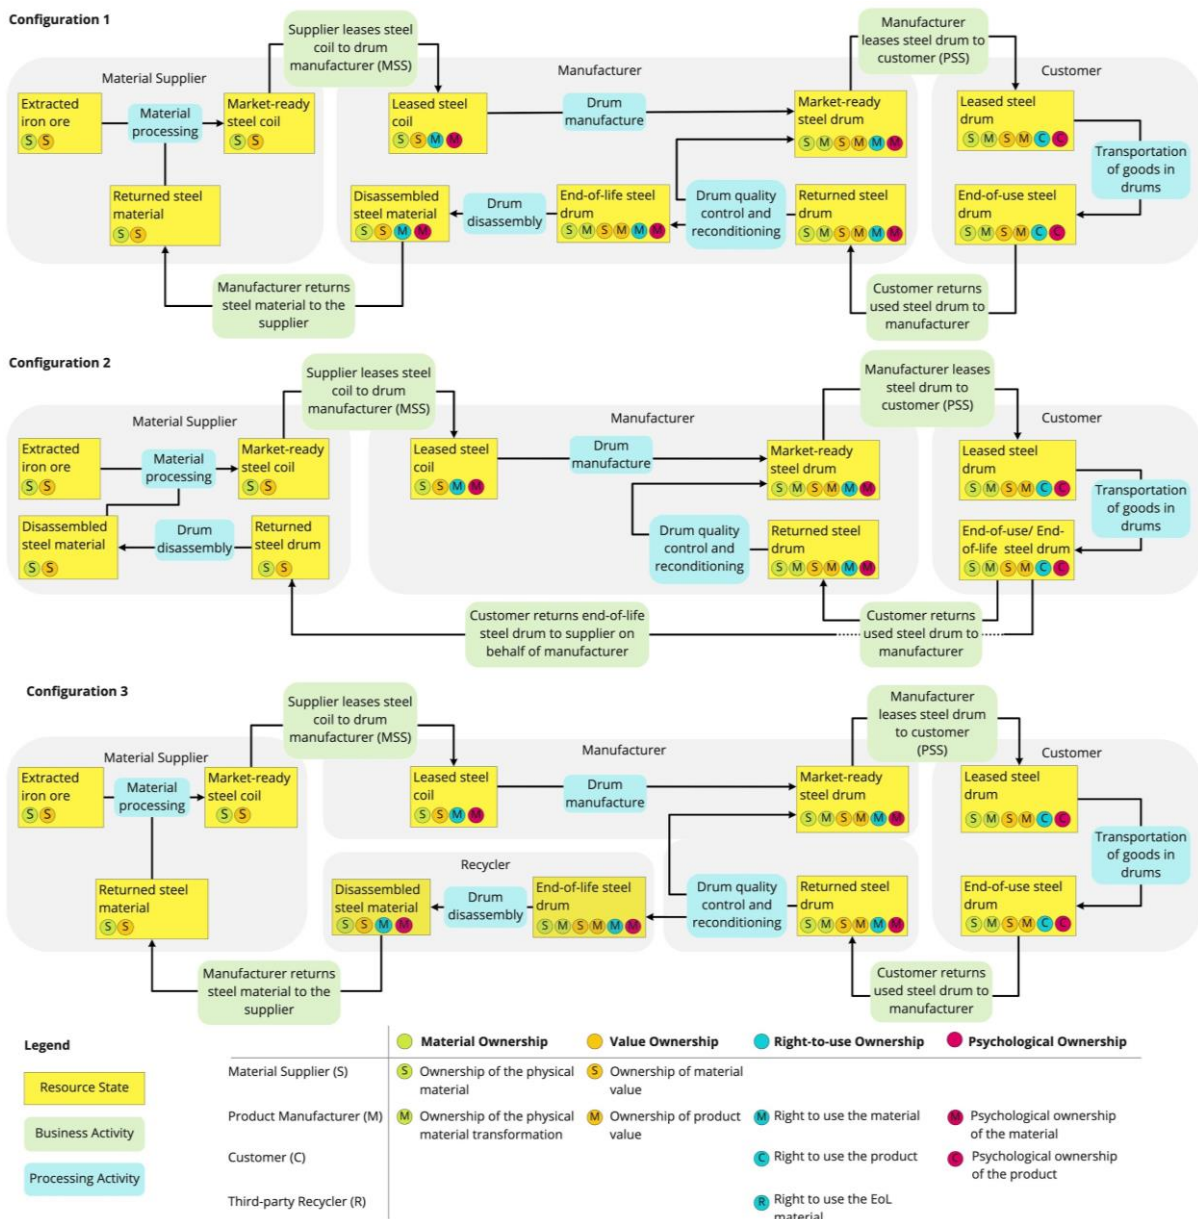 Configuration 1
Supplier leases steel
coil to drum
manufacturer (MSS)
Manufacturer
leases steel drum to
customer (PSS)
Material Supplier
Manufacturer
Customer
Extracted
iron ore
S S
Material
processing
Market-ready
steel coil
S S
Leased steel
coil
S S M M
Drum
manufacture
Market-ready
steel drum
S M S M M M
Leased steel
drum
S M S M C C
Transportation
of goods in
drums
Returned steel
material
S S
Disassembled
steel material
S S M M
Drum
disassembly
End-of-life steel
drum
S M S M M M
Drum quality
control and
reconditioning
Returned steel
drum
S M S M M M
End-of-use steel
drum
S M S M C C
Manufacturer returns
steel material to the
supplier
Customer returns
used steel drum to
manufacturer
Configuration 2
Supplier leases steel
coil to drum
manufacturer (MSS)
Manufacturer leases
steel drum to
customer (PSS)
Material Supplier
Manufacturer
Customer
Extracted
iron ore
S S
Material
processing
Market-ready
steel coil
S S
Leased steel
coil
S S M M
Drum
manufacture
Market-ready
steel drum
S M S M M M
Leased steel
drum
S M S M C C
Transportation
of goods in
drums
Disassembled
steel material
S S
Drum
disassembly
Returned
steel drum
S S
Drum quality
control and
reconditioning
Returned steel
drum
S M S M M M
End-of-use/ End-
of-life steel drum
S M S M C C
Customer returns end-of-life
steel drum to supplier on
behalf of manufacturer
Customer returns
used steel drum to
manufacturer
Configuration 3
Supplier leases steel
coil to drum
manufacturer (MSS)
Manufacturer
leases steel drum
to customer
(PSS)
Material Supplier
Manufacturer
Customer
Extracted
iron ore
S S
Material
processing
Market-ready
steel coil
S S
Leased steel
coil
S S M M
Drum
manufacture
Market-ready
steel drum
S M S M M M
Leased steel
drum
S M S M C C
Transportation
of goods in
drums
Recycler
Returned steel
material
S S
Disassembled
steel material
S S M M
Drum
disassembly
End-of-life steel
drum
S M S M M M
Drum quality
control and
reconditioning
Returned steel
drum
S M S M M M
End-of-use steel
drum
S M S M C C
Manufacturer returns
steel material to the
supplier
Customer returns
used steel drum to
manufacturer
Legend
Resource State
Business Activity
Processing Activity
Material Ownership
Value Ownership
Right-to-use Ownership
Psychological Ownership
Material Supplier (S)
S Ownership of the physical
material
S Ownership of material
value
Product Manufacturer (M)
M Ownership of the physical
material transformation
M Ownership of product
value
M Right to use the material
M Psychological ownership
of the material
Customer (C)
C Right to use the product
C Psychological ownership
of the product
Third-party Recycler (R)
R Right to use the EoL
material